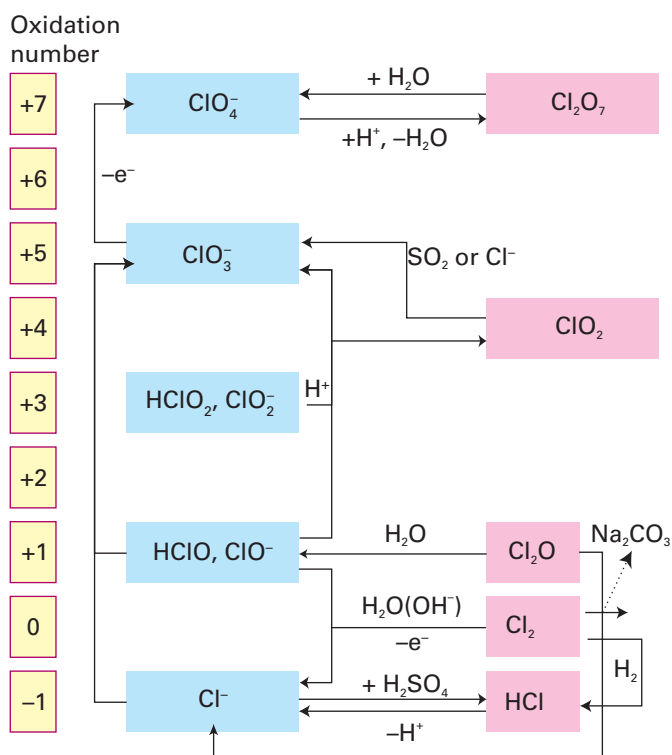 Oxidation
number
+7
ClO₄⁻
+ H₂O
+H⁺, –H₂O
Cl₂O₇
+6
–e⁻
+5
ClO₃⁻
SO₂ or Cl⁻
+4
ClO₂
+3
HClO₂, ClO₂⁻
H⁺
+2
+1
HClO, ClO⁻
H₂O
Cl₂O
Na₂CO₃
0
H₂O(OH⁻)
–e⁻
Cl₂
H₂
–1
Cl⁻
+ H₂SO₄
–H⁺
HCl